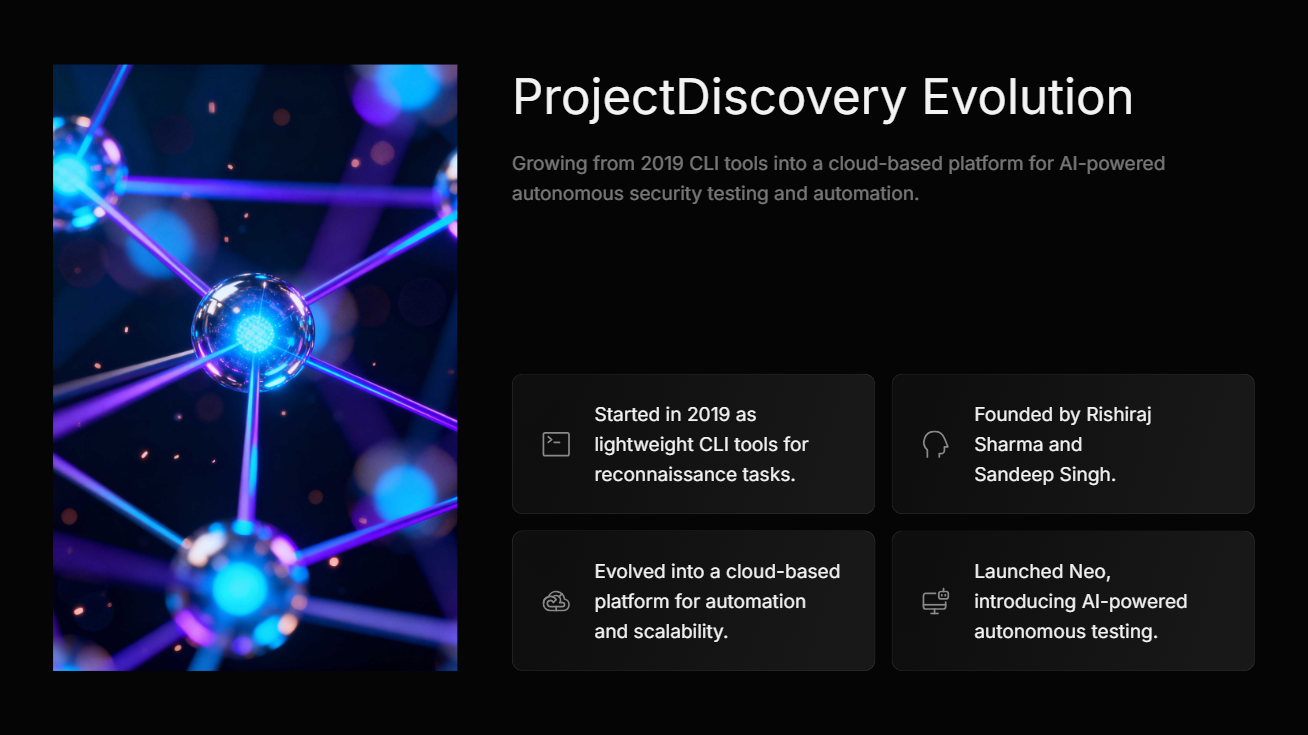 ProjectDiscovery Evolution
Growing from 2019 CLI tools into a cloud-based platform for AI-powered
autonomous security testing and automation.
Started in 2019 as
lightweight CLI tools for
reconnaissance tasks.
Founded by Rishiraj
Sharma and
Sandeep Singh.
Evolved into a cloud-based
platform for automation
and scalability.
Launched Neo,
introducing AI-powered
autonomous testing.